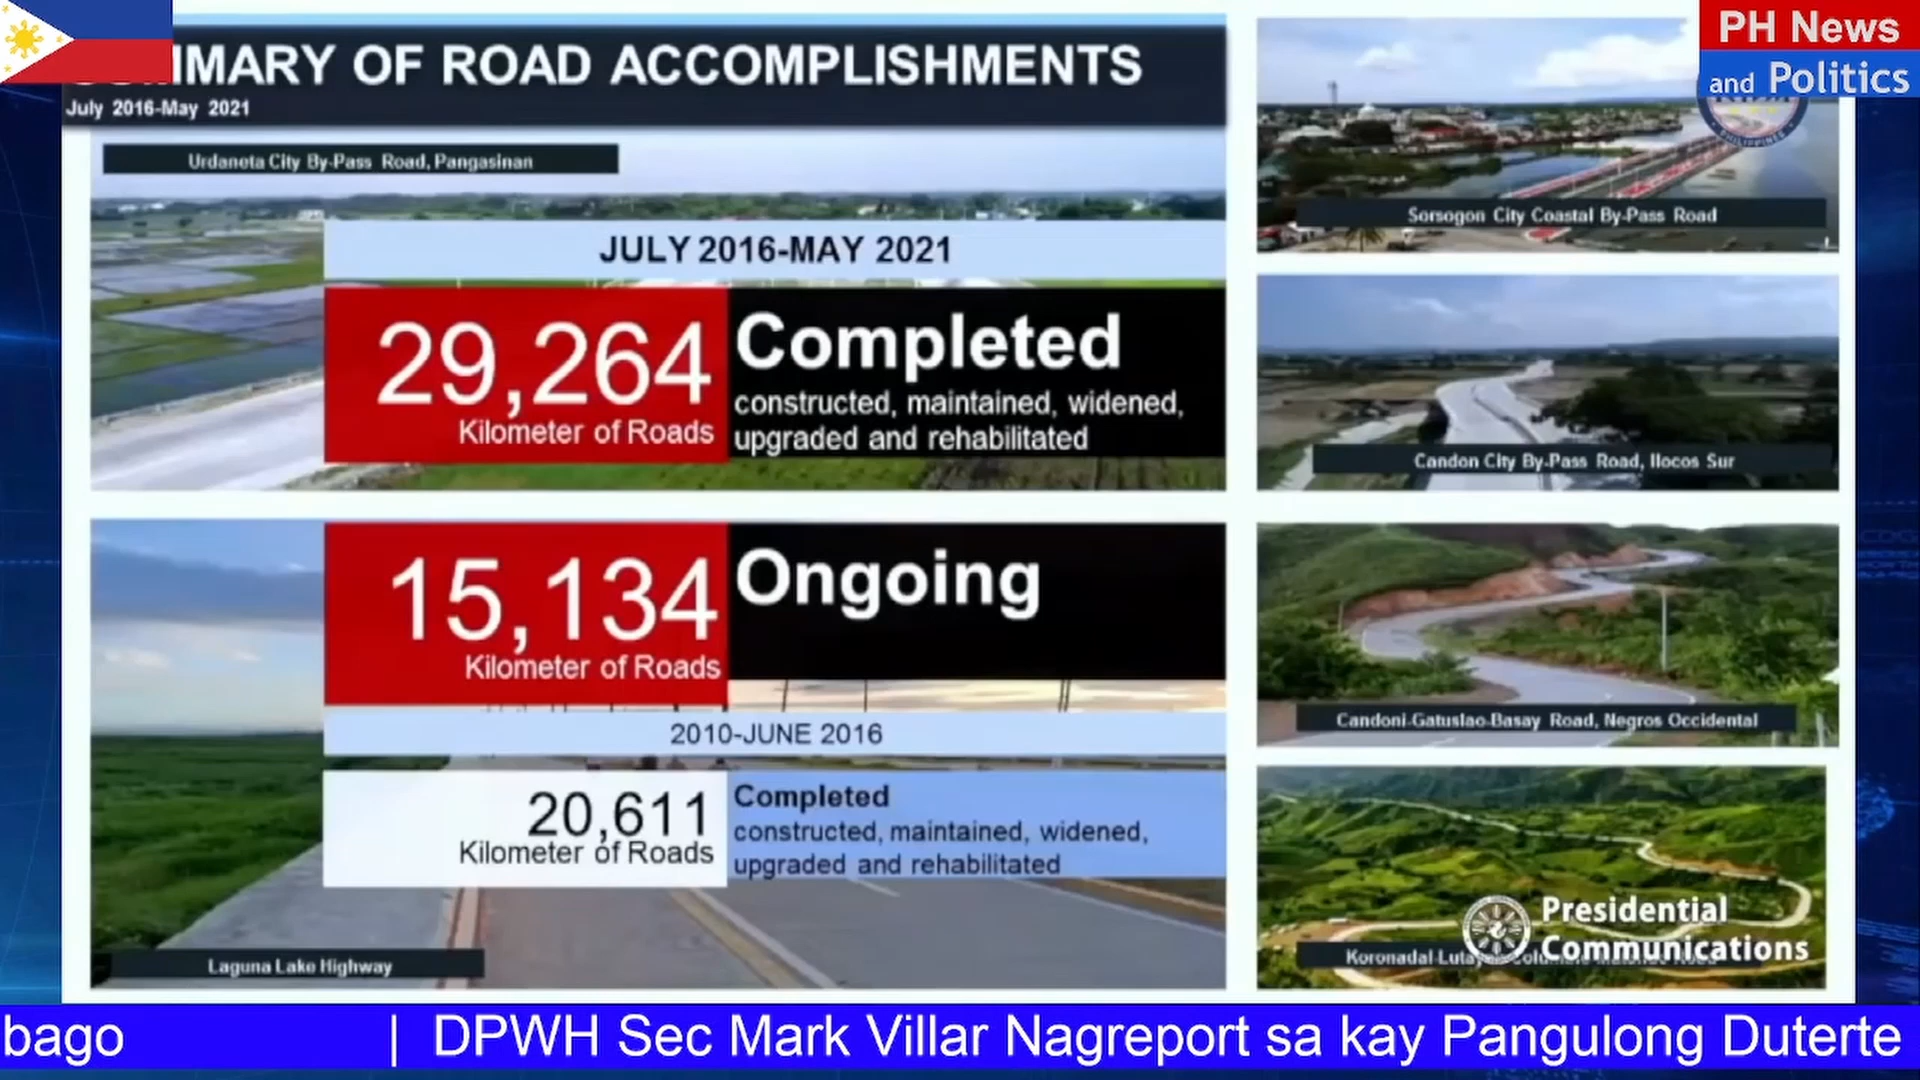 MMARY OF ROAD ACCOMPLISHMENTS
July 2016-May 2021
Urdaneta City By-Pass Road, Pangasinan
JULY 2016-MAY 2021
29,264
Kilometer of Roads
Completed
constructed, maintained, widened,
upgraded and rehabilitated
15,134
Kilometer of Roads
Ongoing
2010-JUNE 2016
20,611
Kilometer of Roads
Completed
constructed, maintained, widened,
upgraded and rehabilitated
Laguna Lake Highway
PH News
and Politics
PHILIPPINES
Sorsogon City Coastal By-Pass Road
Candon City By-Pass Road, Ilocos Sur
Candoni-Gatuslao-Basay Road, Negros Occidental
Koronadal
Presidential
Communications
bago | DPWH Sec Mark Villar Nagreport sa kay Pangulong Duterte